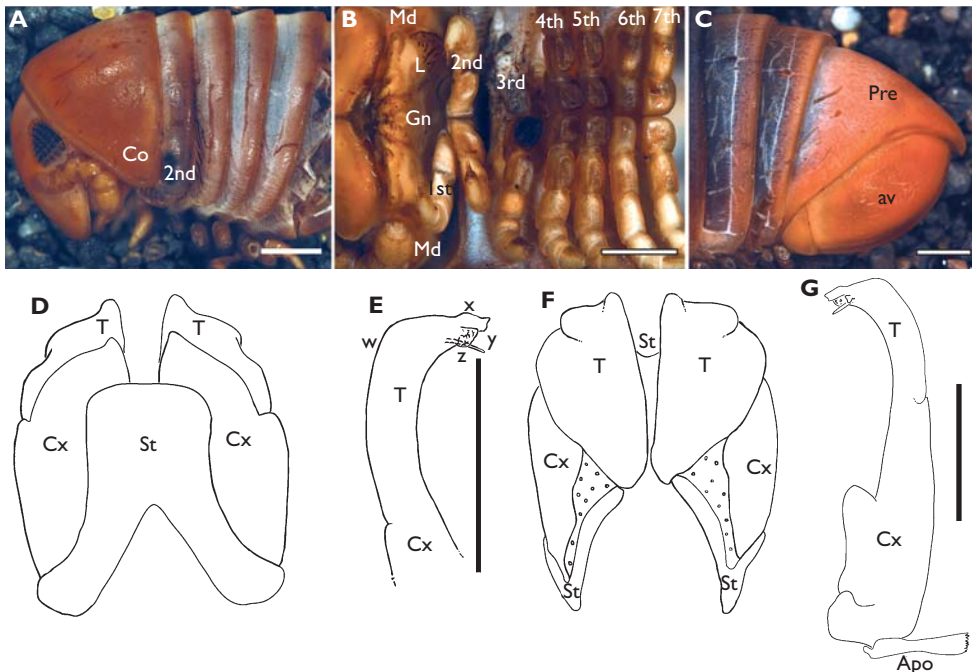 A
Co
2nd
B
Md
L
2nd
3rd
4th 5th 6th 7th
Gn
1st
Md
C
Pre
av
D
T T
Cx St Cx
E
x
w y
z
T
Cx
F
St
T T
Cx Cx
St St
G
T
Cx
Apo